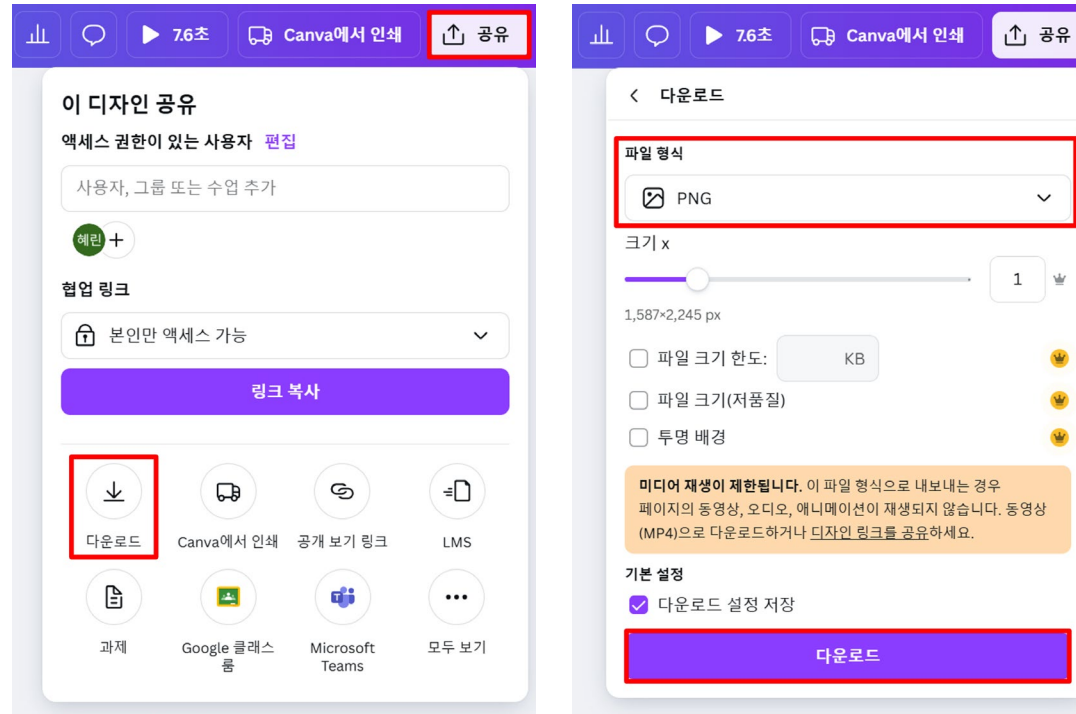 7.6초
Canva에서 인쇄
공유
이 디자인 공유
액세스 권한이 있는 사용자 편집
사용자, 그룹 또는 수업 추가
혜린
협업 링크
본인만 액세스 가능
링크 복사
다운로드
Canva에서 인쇄
공개 보기 링크
LMS
과제
Google 클래스
룸
Microsoft
Teams
모두 보기
7.6초
Canva에서 인쇄
공유
다운로드
파일 형식
PNG
크기 x
1
1,587×2,245 px
파일 크기 한도: KB
파일 크기(저품질)
투명 배경
미디어 재생이 제한됩니다. 이 파일 형식으로 내보내는 경우
페이지의 동영상, 오디오, 애니메이션이 재생되지 않습니다. 동영상
(MP4)으로 다운로드하거나 디자인 링크를 공유하세요.
기본 설정
다운로드 설정 저장
다운로드